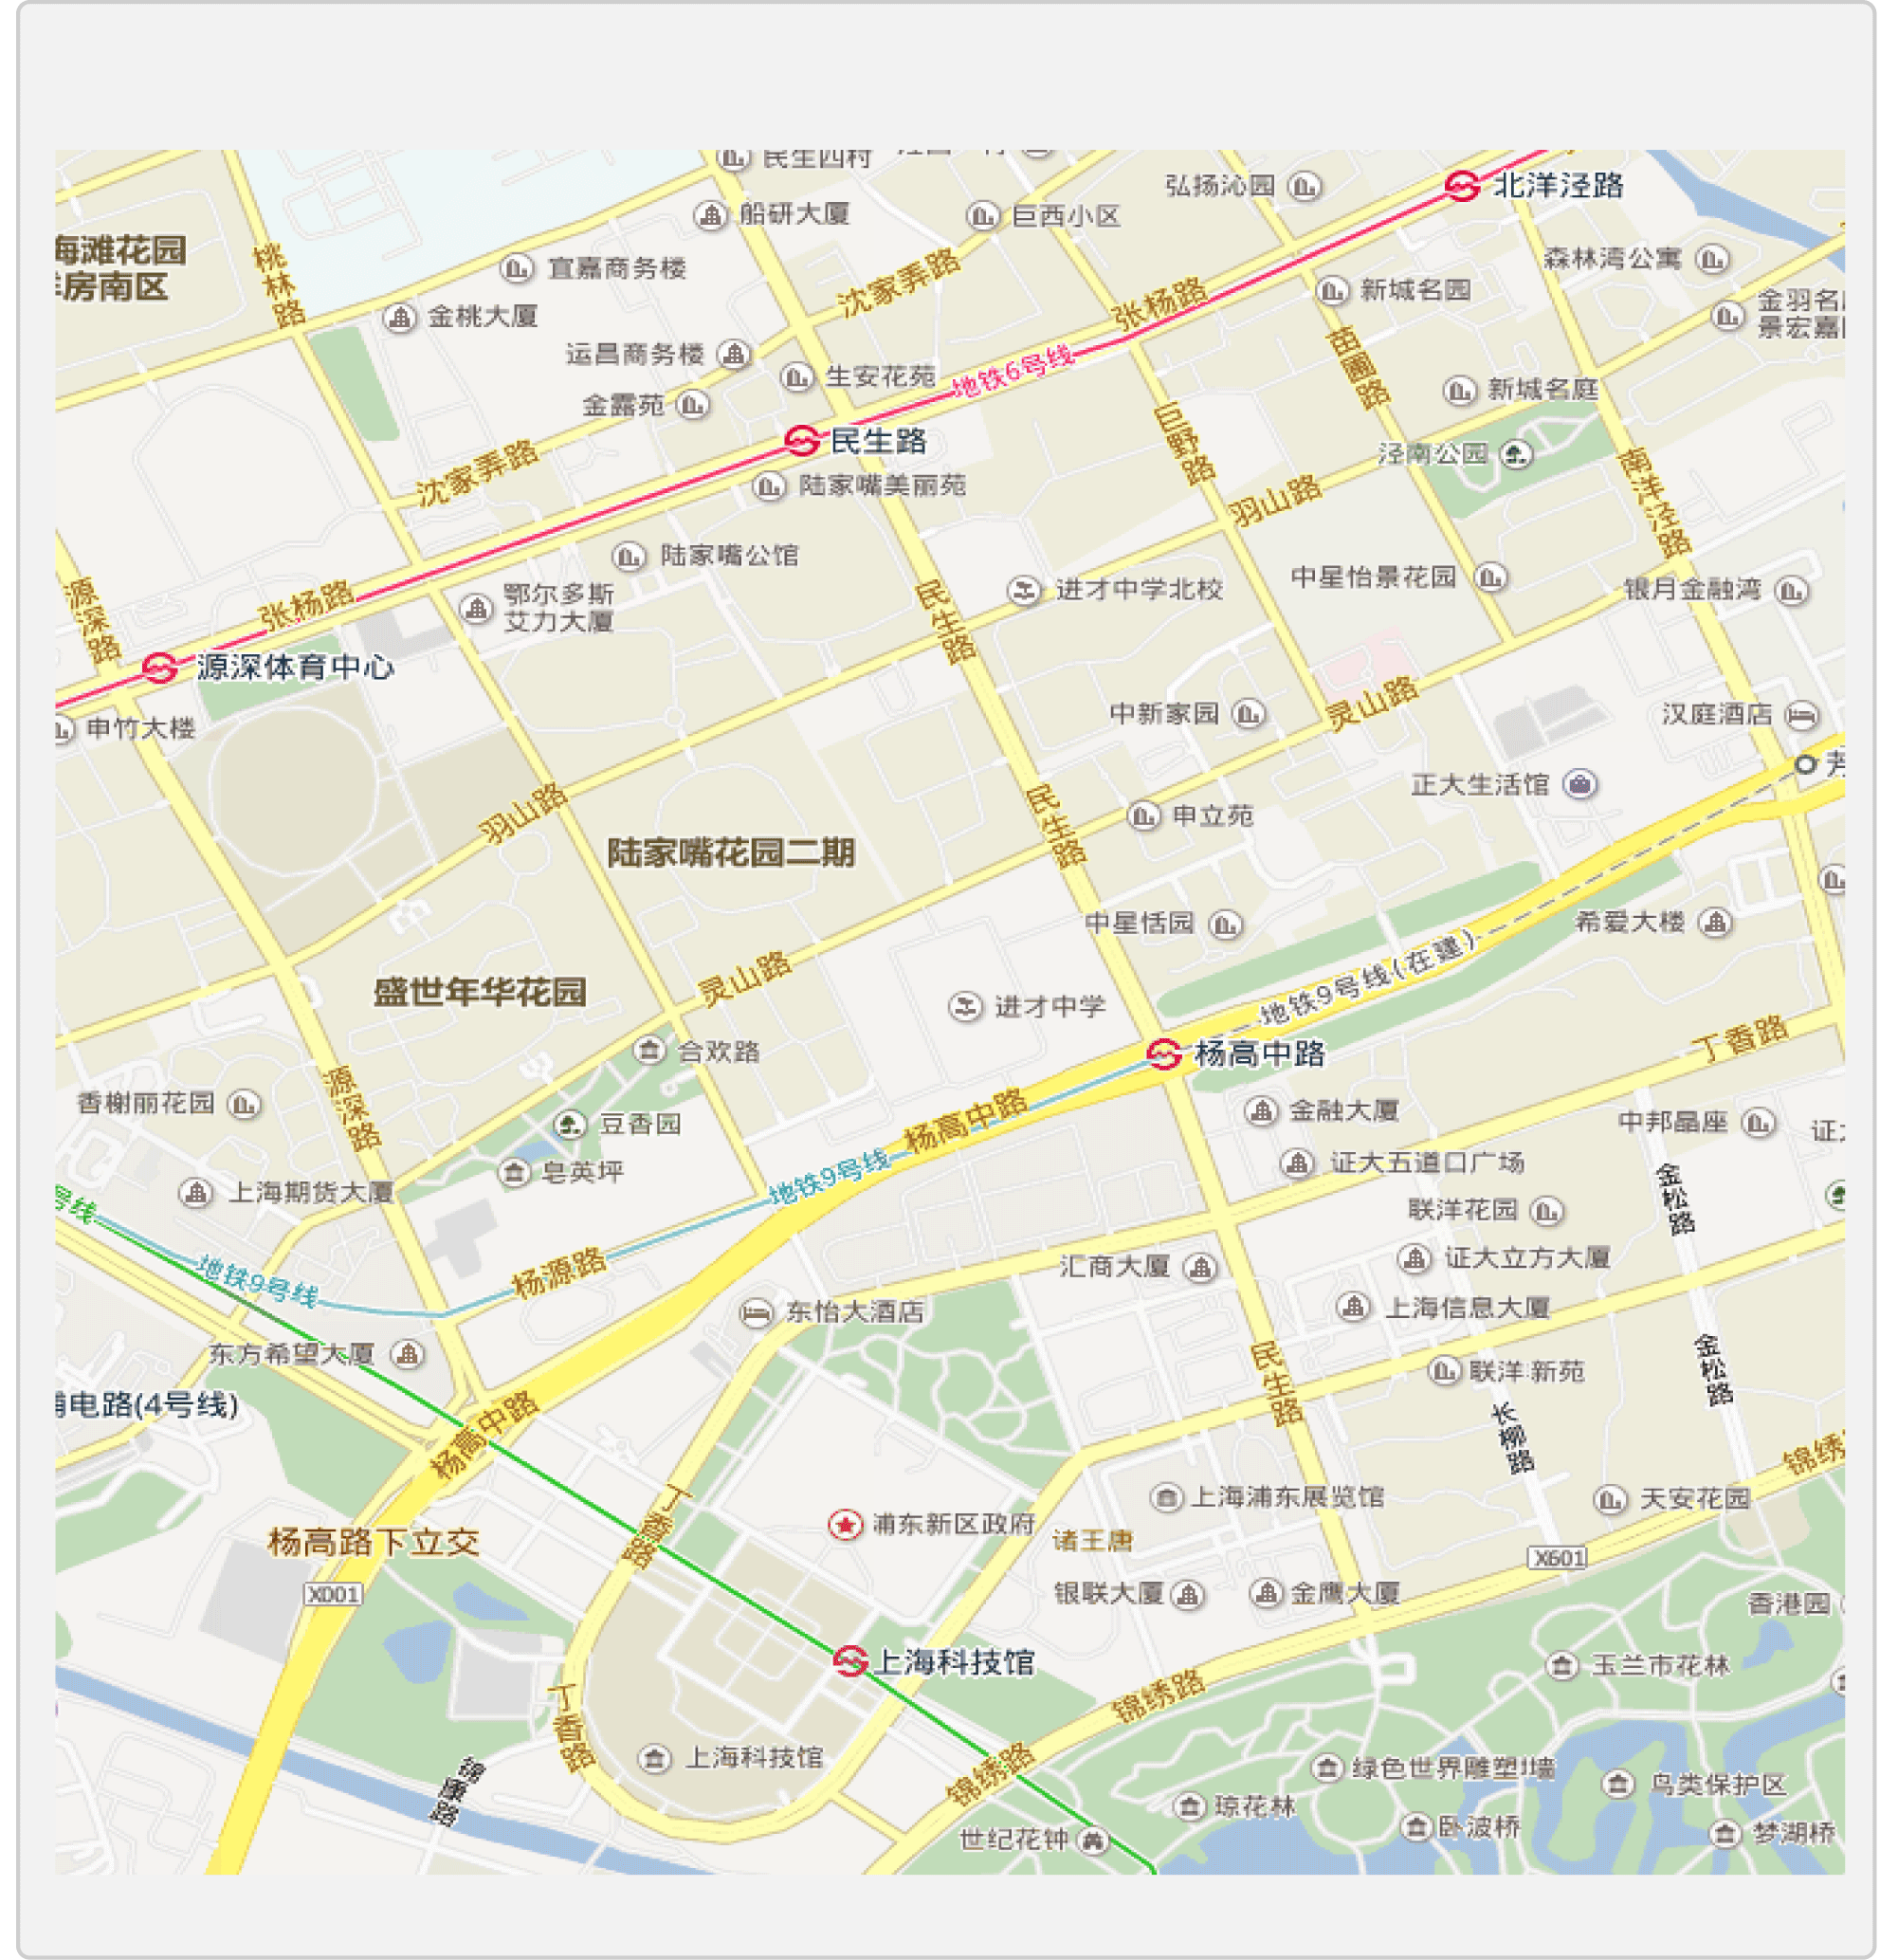 民生四村
弘扬沁园
北洋泾路
船研大厦
巨西小区
海滩花园
洋房南区
桃林路
宜嘉商务楼
沈家弄路
森林湾公寓
金桃大厦
张杨路
新城名园
金羽名
景宏嘉
运昌商务楼
生安花苑
地铁6号线
苗圃路
新城名庭
金露苑
民生路
巨野路
泾南公园
沈家弄路
陆家嘴美丽苑
羽山路
南洋泾路
陆家嘴公馆
源深路
张杨路
鄂尔多斯
艾力大厦
民生路
进才中学北校
中星怡景花园
银月金融湾
源深体育中心
申竹大楼
中新家园
灵山路
汉庭酒店
羽山路
民生路
申立苑
正大生活馆
陆家嘴花园二期
中星恬园
希爱大楼
盛世年华花园
灵山路
进才中学
地铁9号线(在建)
合欢路
杨高中路
丁香路
香榭丽花园
源深路
豆香园
杨高中路
金融大厦
中邦晶座
证
上海期货大厦
皂英坪
地铁9号线
证大五道口广场
金松路
号线
联洋花园
地铁9号线
杨源路
汇商大厦
证大立方大厦
东怡大酒店
上海信息大厦
东方希望大厦
民生路
联洋新苑
金松路
浦电路(4号线)
杨高中路
长柳路
锦绣
丁香路
浦东新区政府
上海浦东展览馆
天安花园
杨高路下立交
诸王唐
X601
X001
银联大厦
金鹰大厦
香港园
上海科技馆
玉兰市花林
丁香路
锦绣路
上海科技馆
锦康路
锦绣路
绿色世界雕塑墙
鸟类保护区
琼花林
世纪花钟
卧波桥
梦湖桥